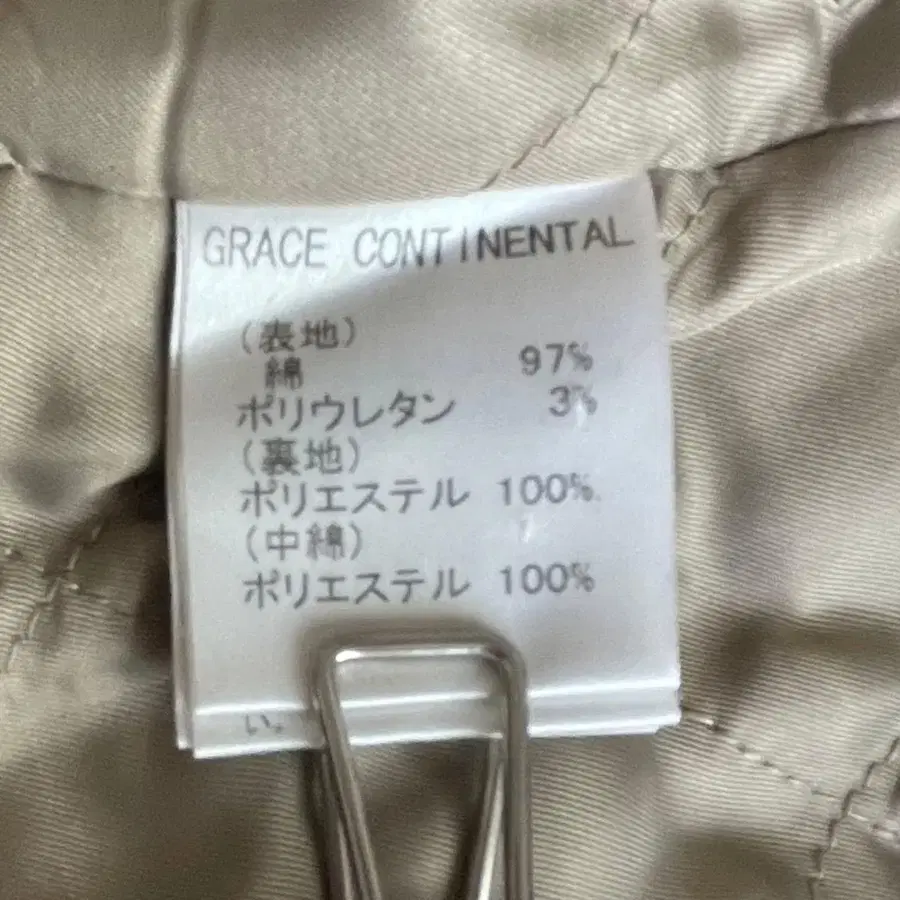 GRACE CONTINENTAL
(表地)
綿 97%
ポリウレタン 3%
(裏地)
ポリエステル 100%
(中綿)
ポリエステル 100%
い。